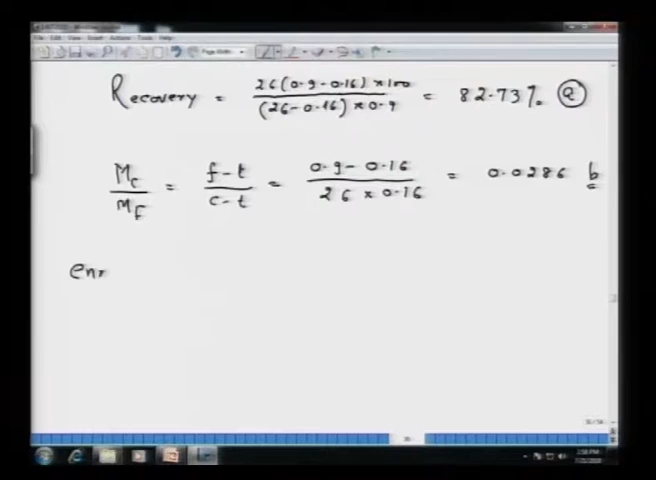 Recovery = 26(0.9-0.16)×100 / (26-0.16)×0.9 = 82.73% a
Mc / MF = f-t / c-t = 0.9-0.16 / 26×0.16 = 0.0286 b
enr